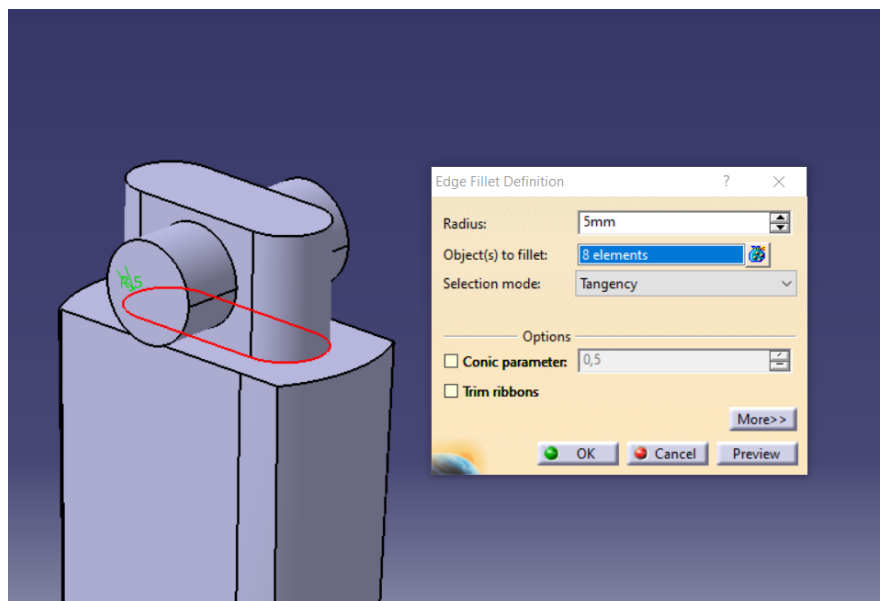 Edge Fillet Definition
?
Radius:
5mm
Object(s) to fillet:
8 elements
Selection mode:
Tangency
Options
Conic parameter:
0,5
Trim ribbons
More>>
OK
Cancel
Preview